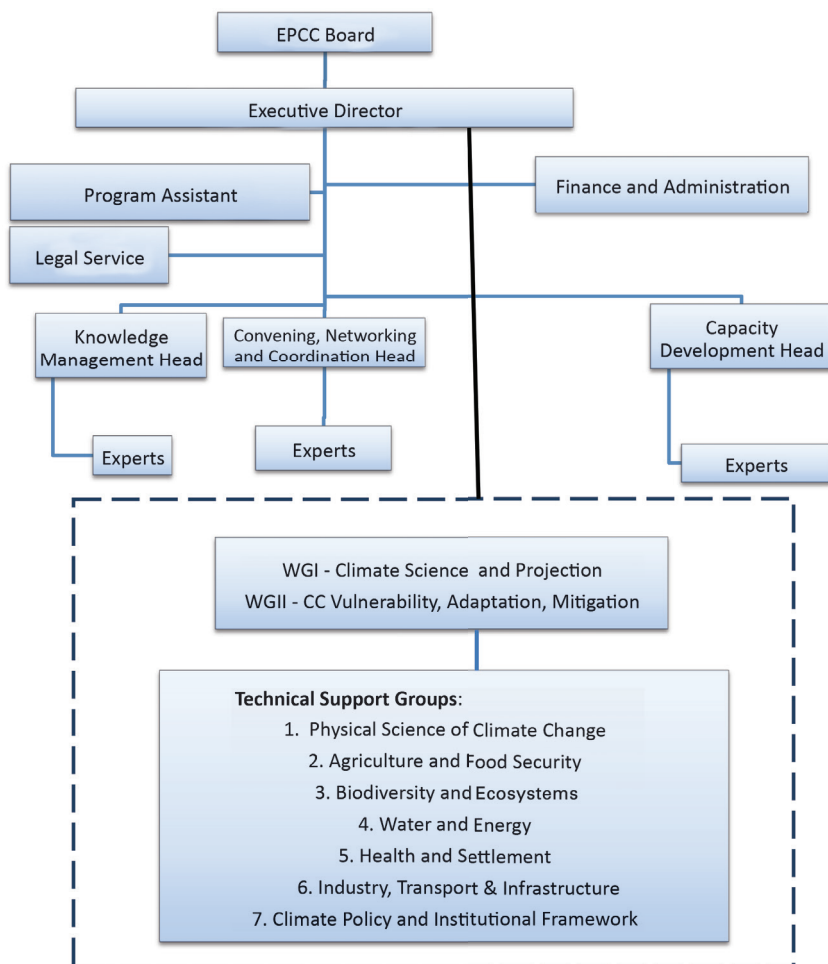 EPCC Board
Executive Director
Program Assistant
Finance and Administration
Legal Service
Knowledge
Management Head
Convening, Networking
and Coordination Head
Capacity
Development Head
Experts
Experts
Experts
WGI - Climate Science and Projection
WGII - CC Vulnerability, Adaptation, Mitigation
Technical Support Groups:
1. Physical Science of Climate Change
2. Agriculture and Food Security
3. Biodiversity and Ecosystems
4. Water and Energy
5. Health and Settlement
6. Industry, Transport & Infrastructure
7. Climate Policy and Institutional Framework